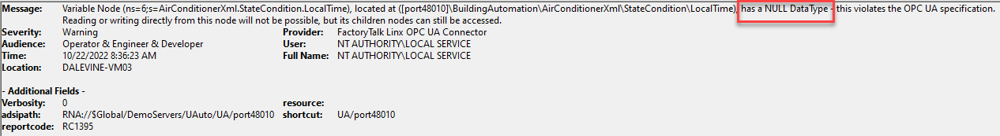 Message: Variable Node (ns=6;s=AirConditionerXml.StateCondition.LocalTime), located at ([port48010]\BuildingAutomation\AirConditionerXml\StateCondition\LocalTime), has a NULL DataType - this violates the OPC UA specification.
Reading or writing directly from this node will not be possible, but its children nodes can still be accessed.
Severity: Warning Provider: FactoryTalk Linx OPC UA Connector
Audience: Operator & Engineer & Developer User: NT AUTHORITY\LOCAL SERVICE
Time: 10/22/2022 8:36:23 AM Full Name: NT AUTHORITY\LOCAL SERVICE
Location: DALEVINE-VM03
- Additional Fields -
Verbosity: 0 resource:
adsipath: RNA://$Global/DemoServers/UAuto/UA/port48010 shortcut: UA/port48010
reportcode: RC1395